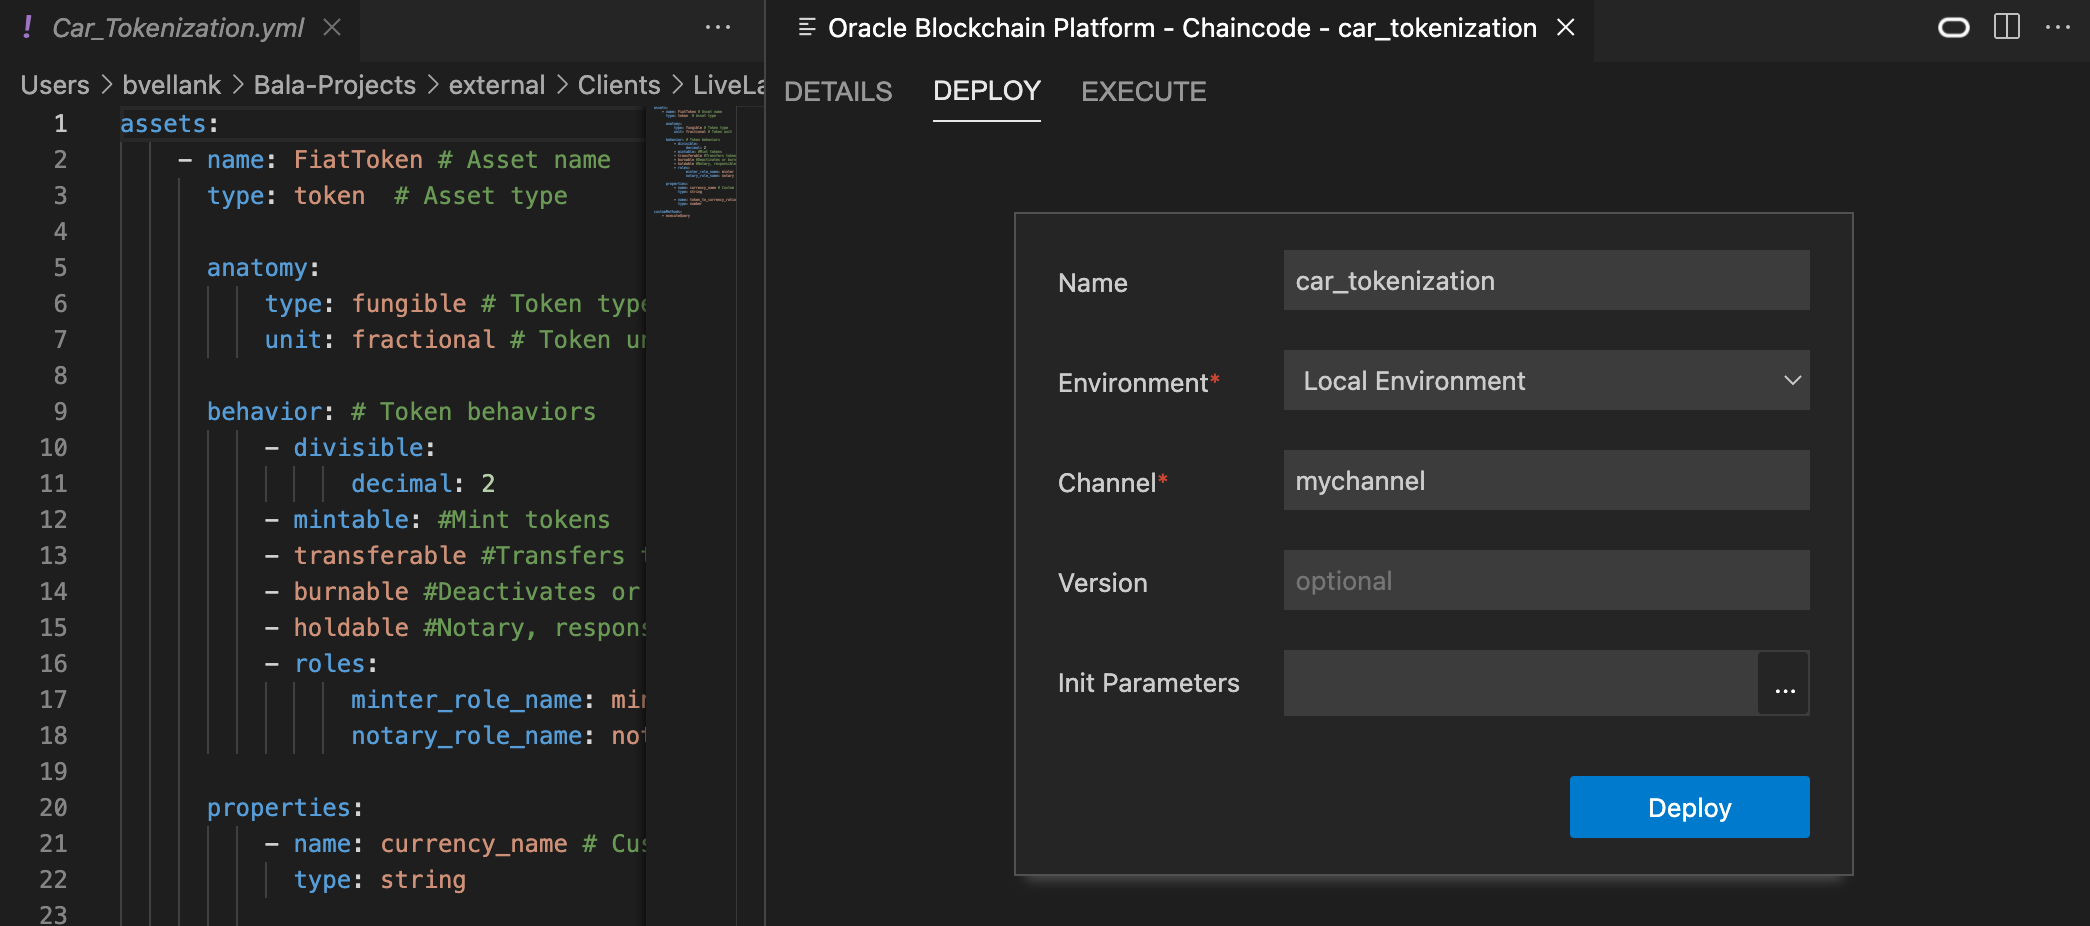 ! Car_Tokenization.yml
Users > bvellank > Bala-Projects > external > Clients > LiveLa
1 assets:
2 - name: FiatToken # Asset name
3 type: token # Asset type
4
5 anatomy:
6 type: fungible # Token type
7 unit: fractional # Token un
8
9 behavior: # Token behaviors
10 - divisible:
11 decimal: 2
12 - mintable: #Mint tokens
13 - transferable #Transfers t
14 - burnable #Deactivates or
15 - holdable #Notary, respons
16 - roles:
17 minter_role_name: min
18 notary_role_name: not
19
20 properties:
21 - name: currency_name # Cus
22 type: string
23
Oracle Blockchain Platform - Chaincode - car_tokenization
DETAILS DEPLOY EXECUTE
Name car_tokenization
Environment* Local Environment
Channel* mychannel
Version optional
Init Parameters ...
Deploy